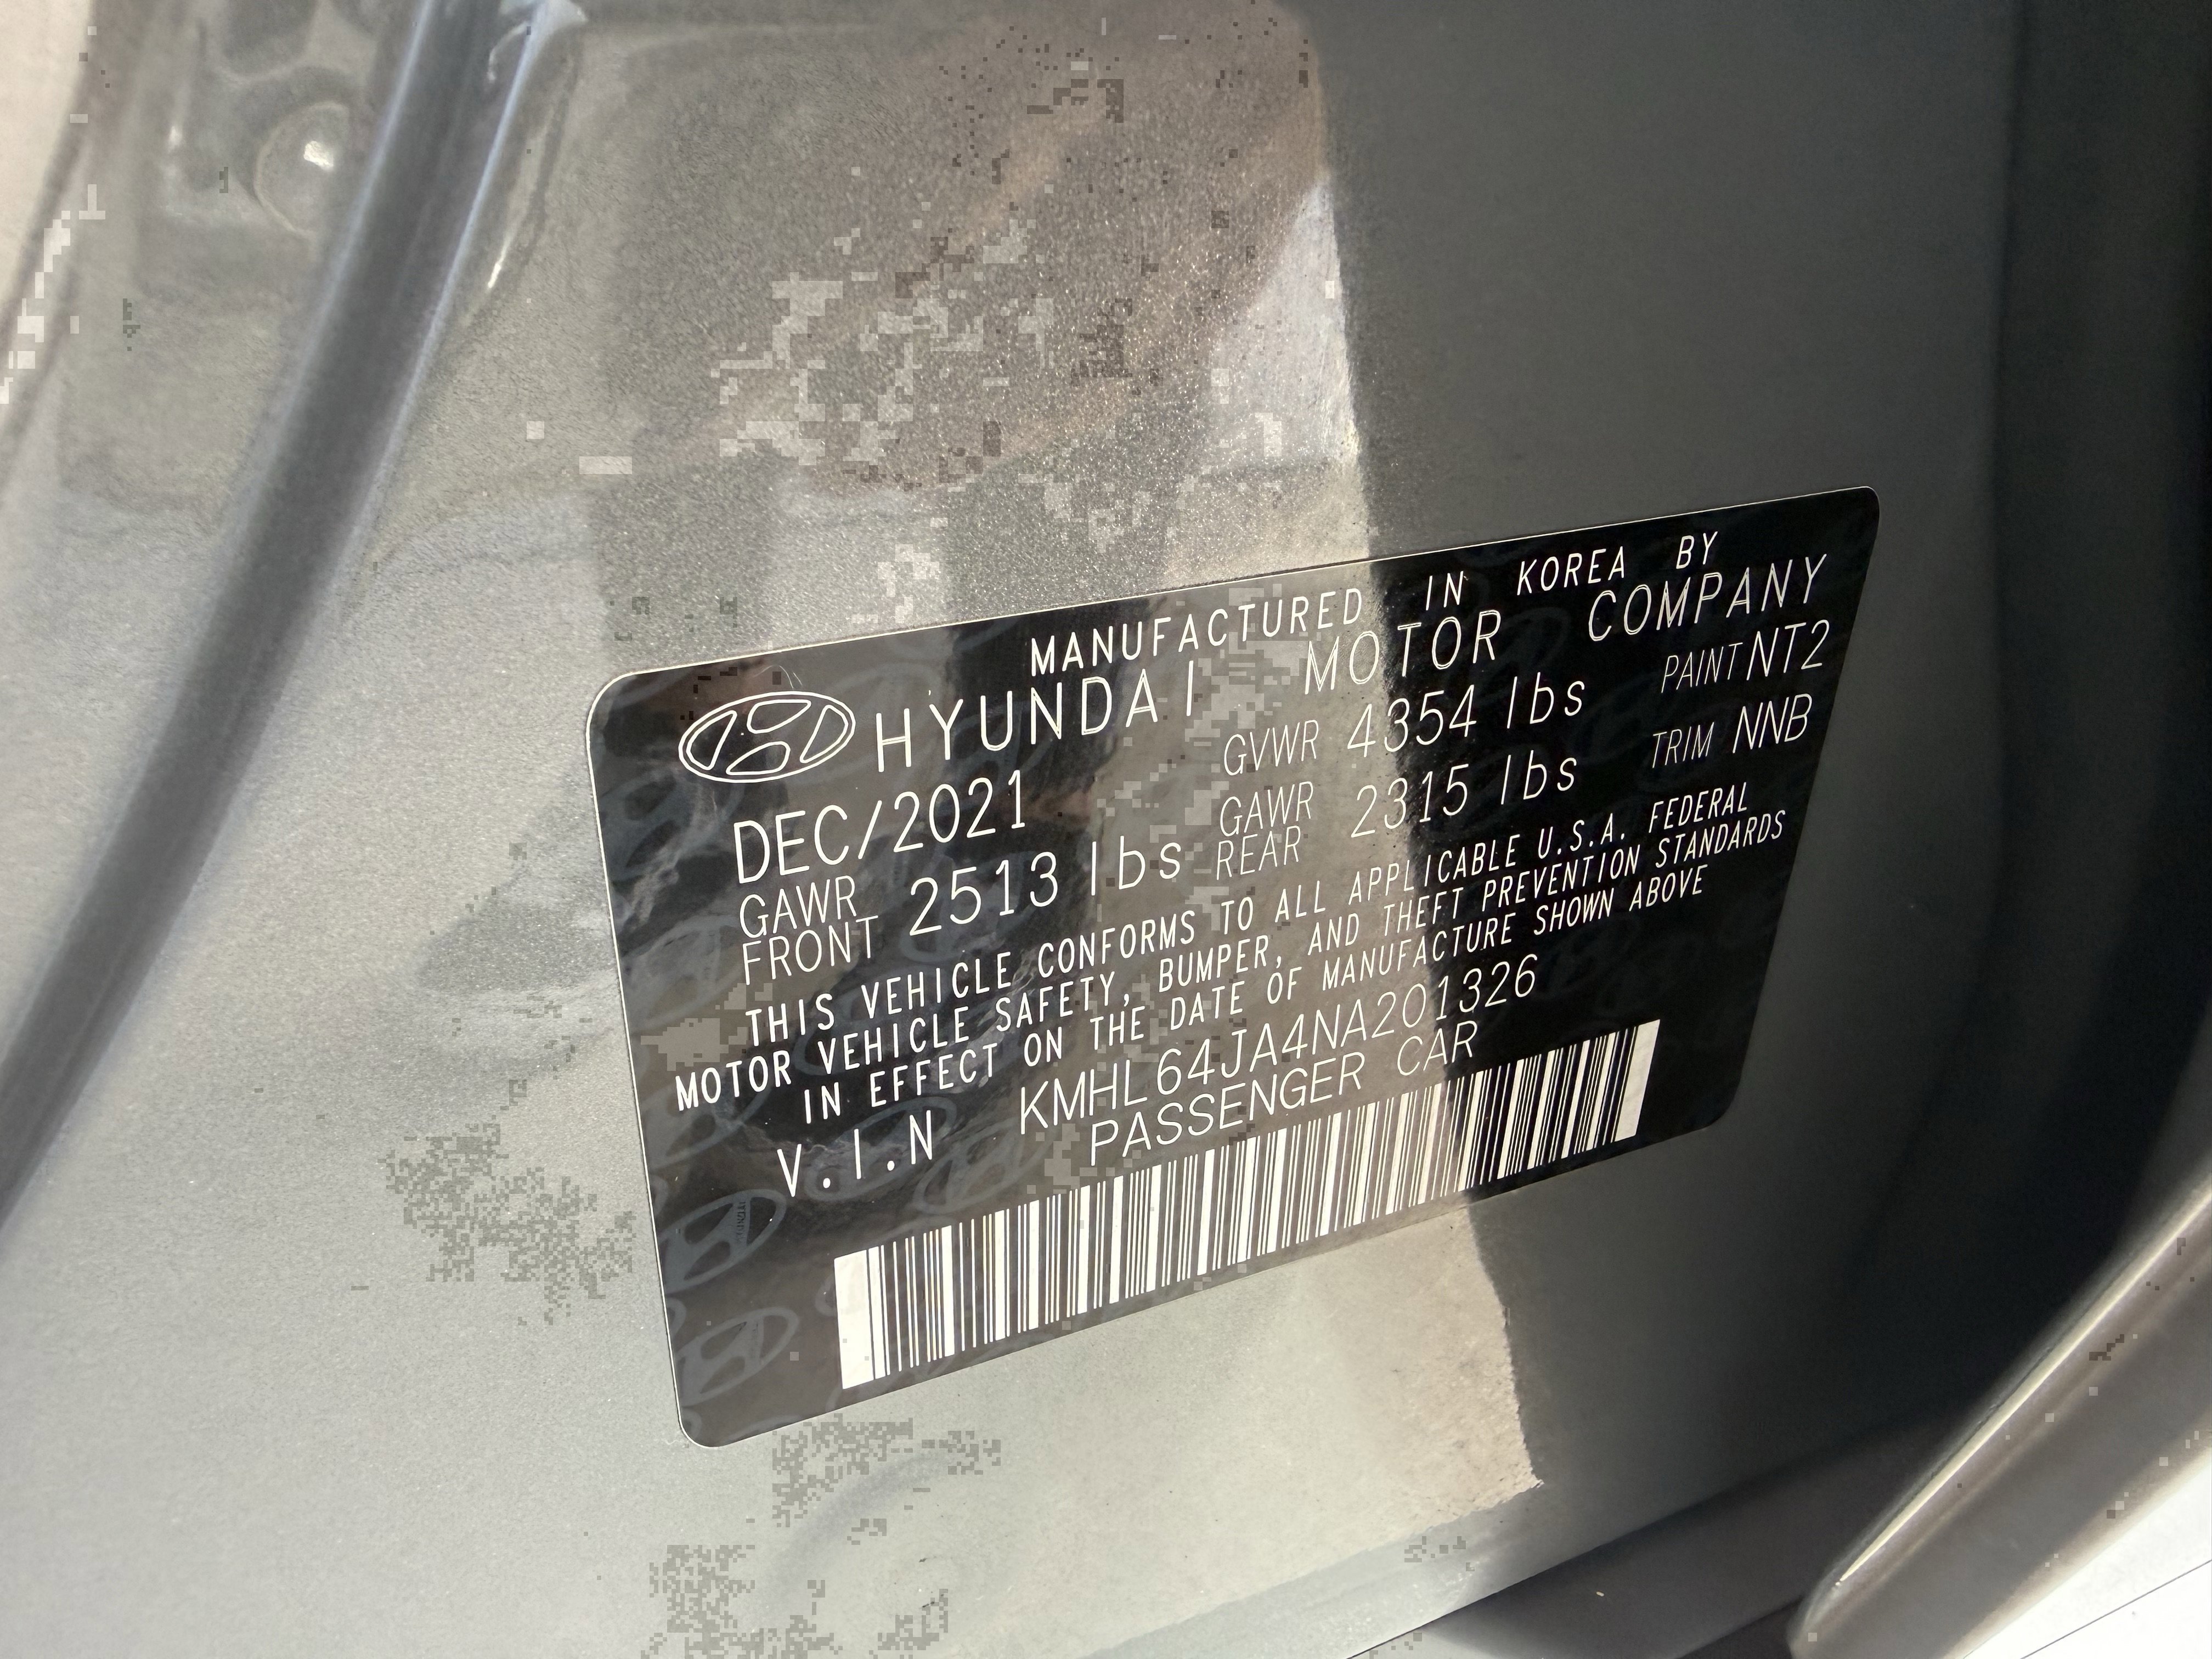 MANUFACTURED IN KOREA BY
HYUNDAI MOTOR COMPANY
DEC/2021 GVWR 4354 lbs PAINT NT2
GAWR FRONT 2513 lbs GAWR REAR 2315 lbs TRIM NNB
THIS VEHICLE CONFORMS TO ALL APPLICABLE U.S.A. FEDERAL
MOTOR VEHICLE SAFETY, BUMPER, AND THEFT PREVENTION STANDARDS
IN EFFECT ON THE DATE OF MANUFACTURE SHOWN ABOVE
V.I.N KMHL64JA4NA201326
PASSENGER CAR